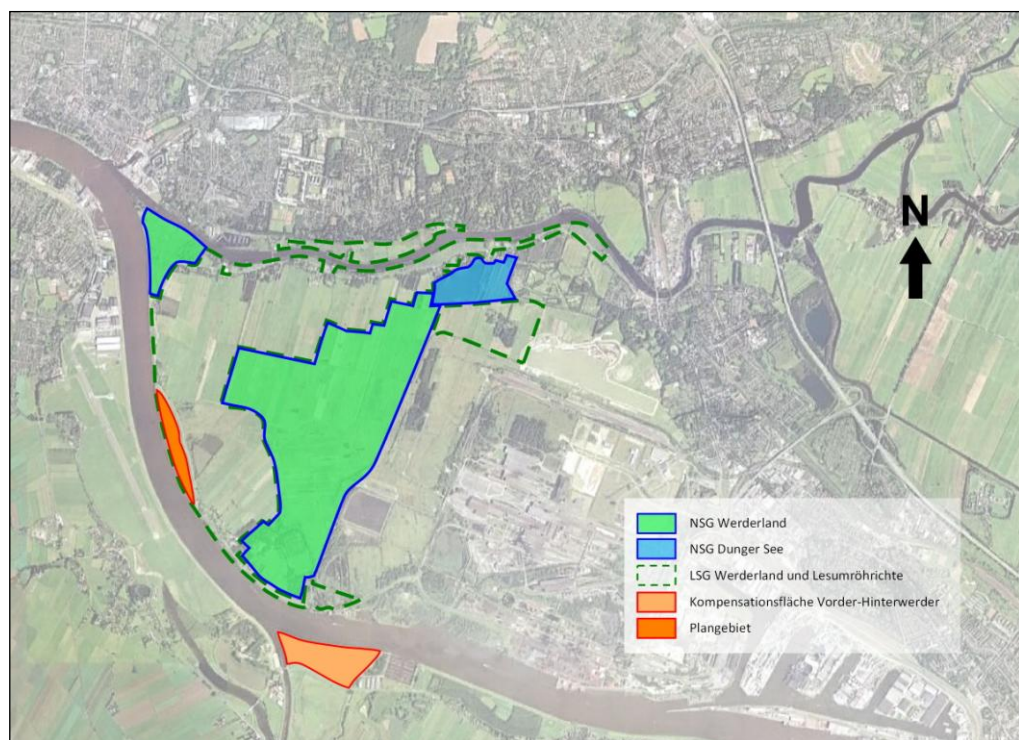 N
NSG Werderland
NSG Dunger See
LSG Werderland und Lesumröhrichte
Kompensationsfläche Vorder-Hinterwerder
Plangebiet